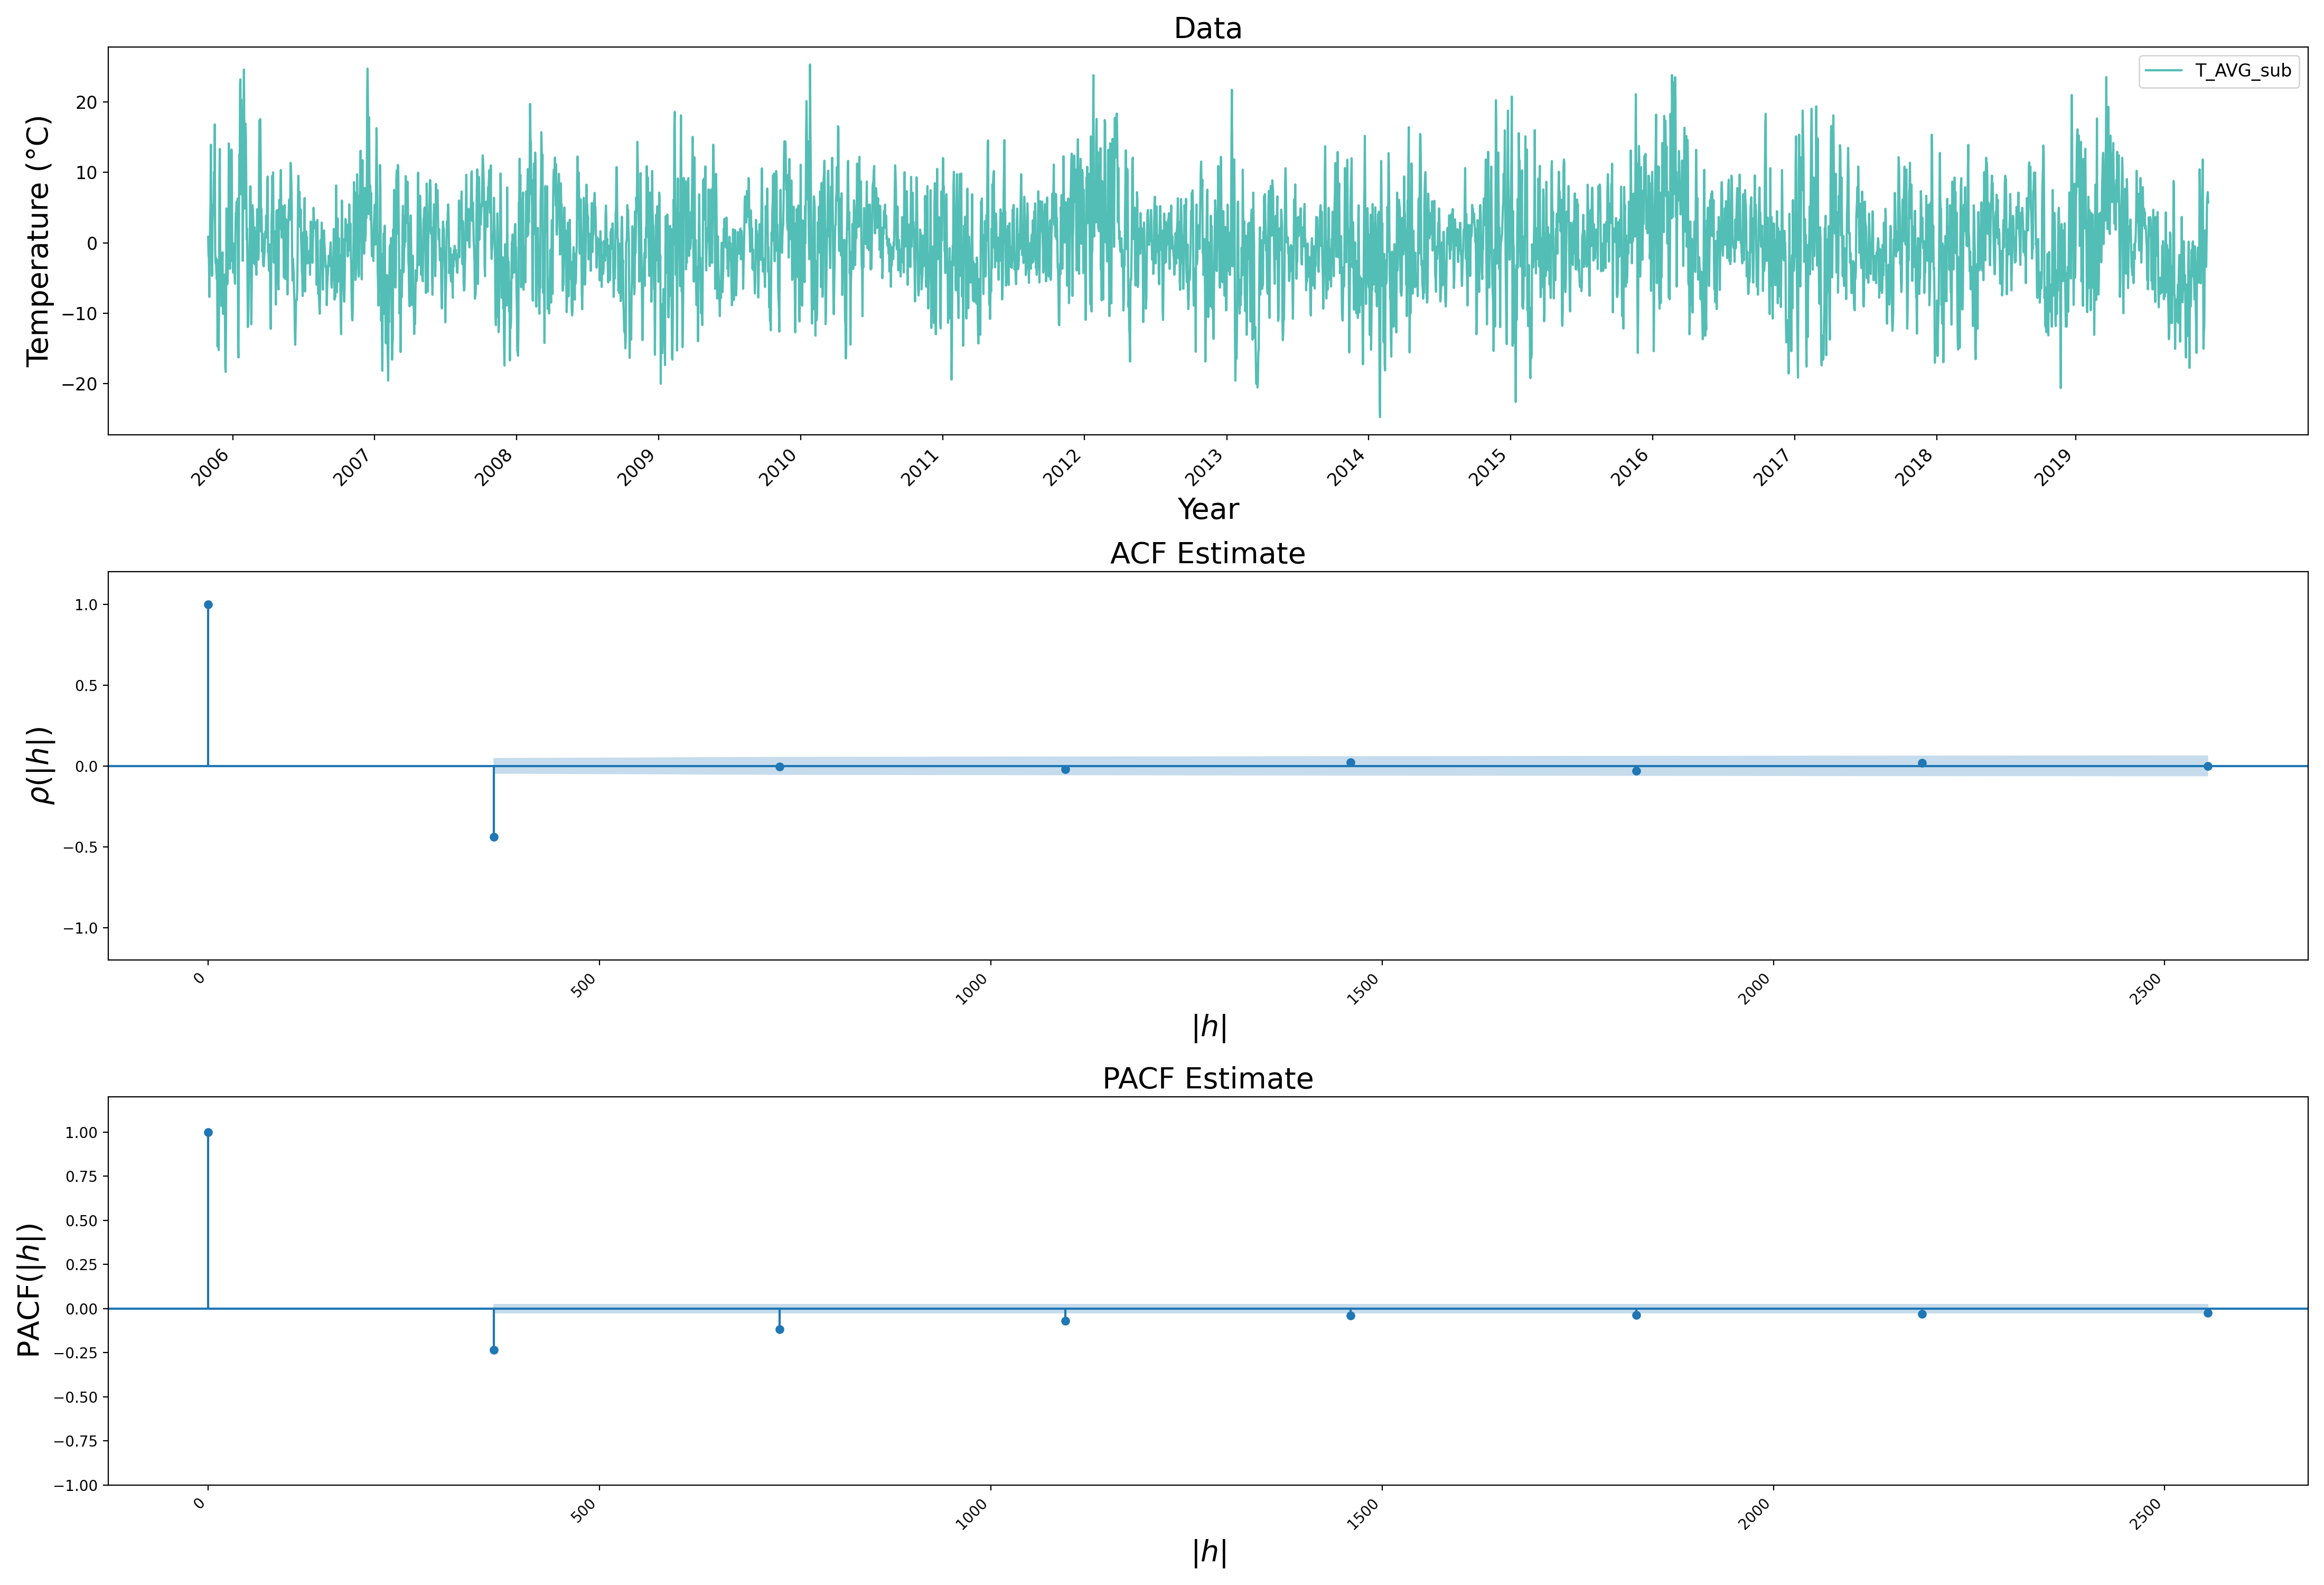 Data
T_AVG_sub
Temperature (°C)
20
10
0
−10
−20
2006 2007 2008 2009 2010 2011 2012 2013 2014 2015 2016 2017 2018 2019
Year
ACF Estimate
ρ(|h|)
1.0
0.5
0.0
−0.5
−1.0
0 500 1000 1500 2000 2500
|h|
PACF Estimate
PACF(|h|)
1.00
0.75
0.50
0.25
0.00
−0.25
−0.50
−0.75
−1.00
0 500 1000 1500 2000 2500
|h|